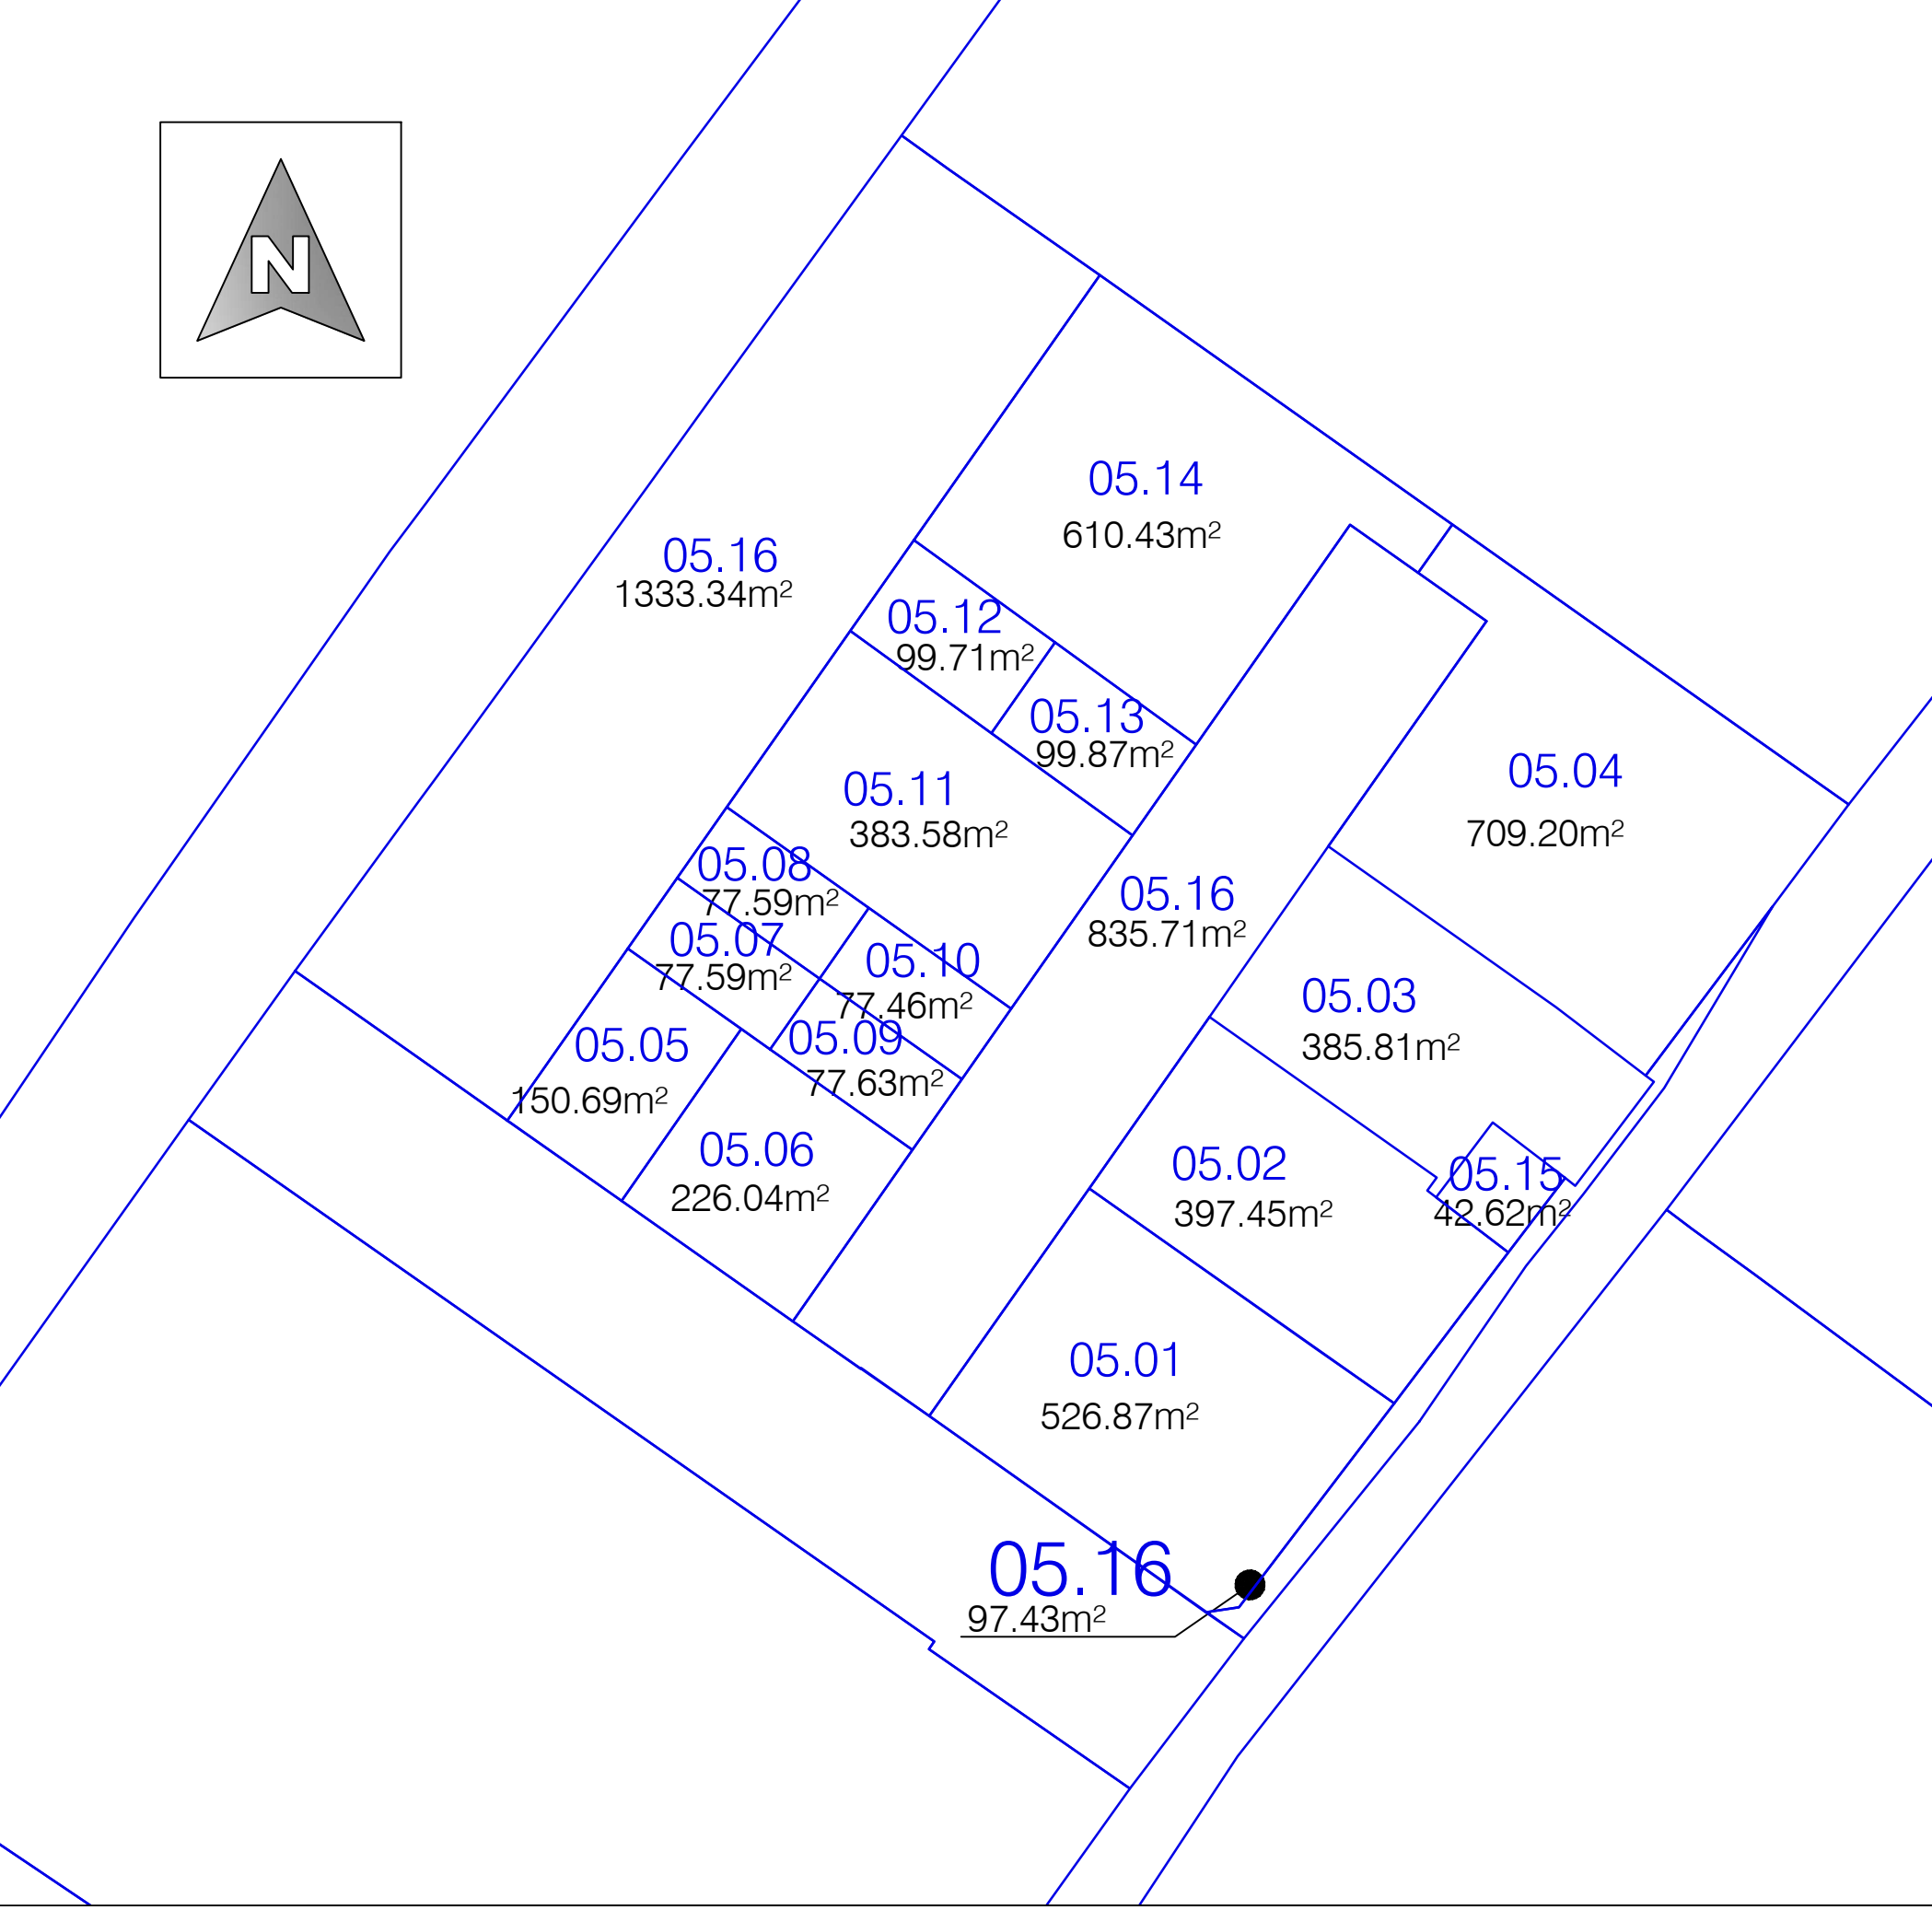 N
05.14
610.43m²
05.16
1333.34m²
05.12
99.71m²
05.13
99.87m²
05.04
709.20m²
05.11
383.58m²
05.08
77.59m²
05.16
835.71m²
05.07
77.59m²
05.10
77.46m²
05.03
385.81m²
05.05
150.69m²
05.09
77.63m²
05.06
226.04m²
05.02
397.45m²
05.15
42.62m²
05.01
526.87m²
05.16
97.43m²